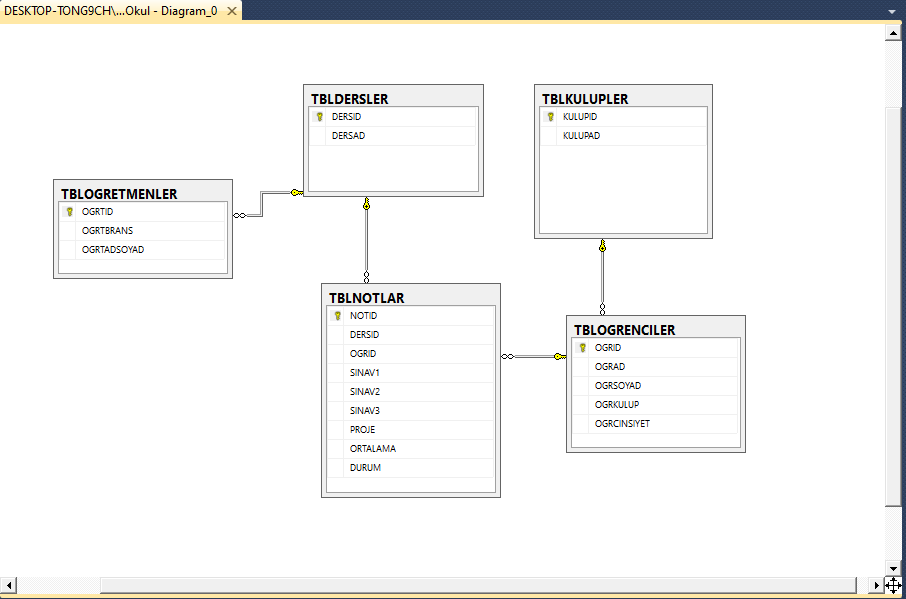 DESKTOP-TONG9CH\...Okul - Diagram_0
TBLDERSLER
DERSID
DERSAD
TBLKULUPLER
KULUPID
KULUPAD
TBLOGRETMENLER
OGRTID
OGRTBRANS
OGRTADSOYAD
TBLNOTLAR
NOTID
DERSID
OGRID
SINAV1
SINAV2
SINAV3
PROJE
ORTALAMA
DURUM
TBLOGRENCILER
OGRID
OGRAD
OGRSOYAD
OGRKULUP
OGRCINSIYET